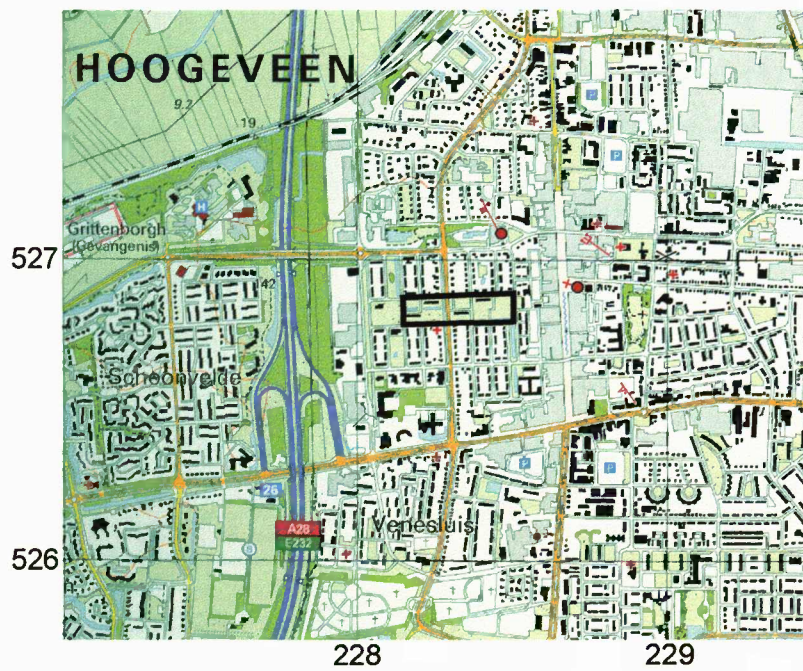 HOOGEVEEN
9.2
19
P
P
H
Grittenborgh
(Gevangenis)
527
42
Schoonvelde
P
P
26
A28
E232
Venesluis
S
526
228
229